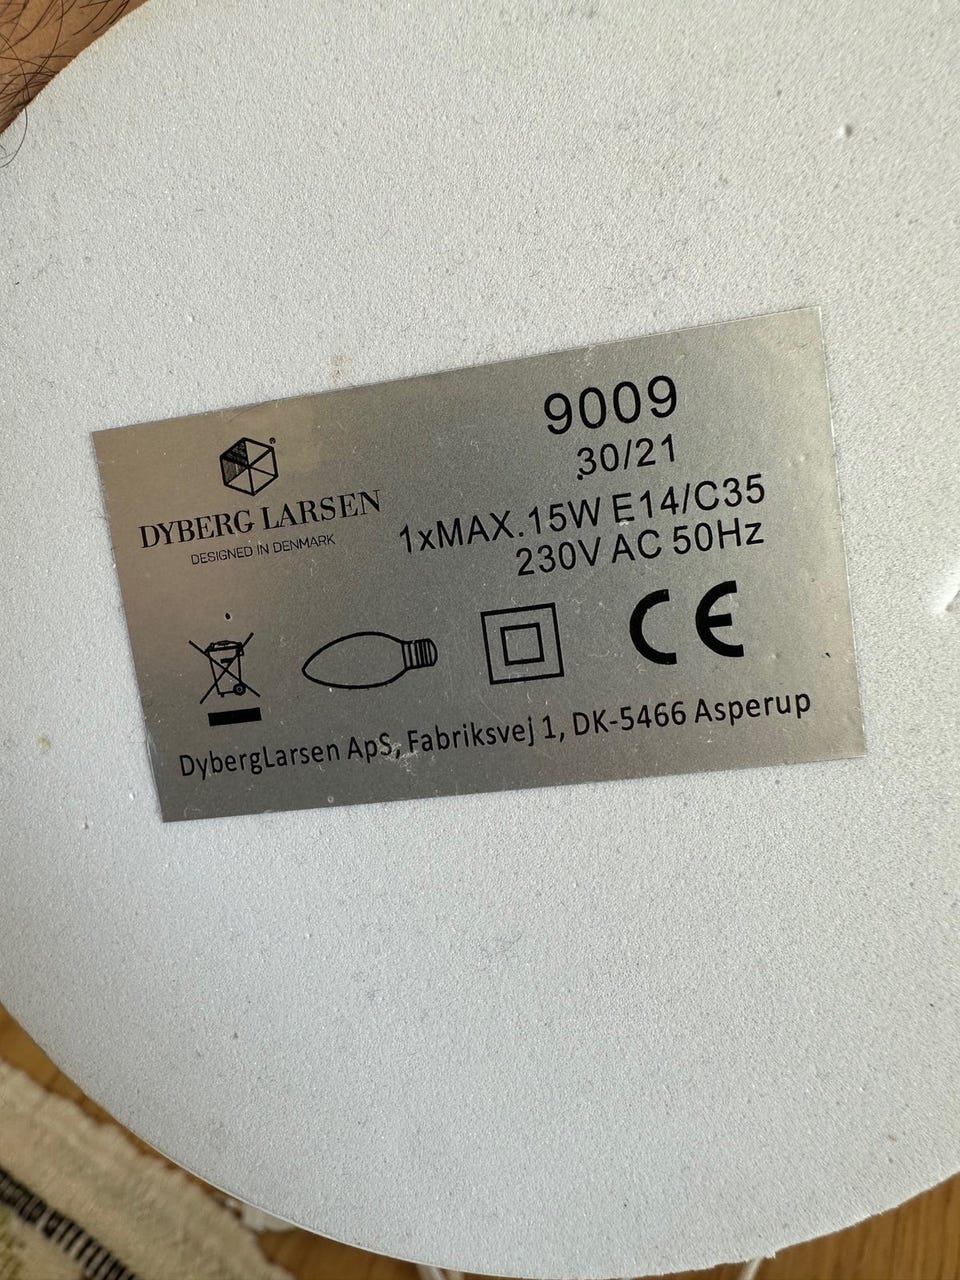 9009
30/21
1xMAX.15W E14/C35
230V AC 50Hz
DYBERG LARSEN
DESIGNED IN DENMARK
CE
DybergLarsen ApS, Fabriksvej 1, DK-5466 Asperup